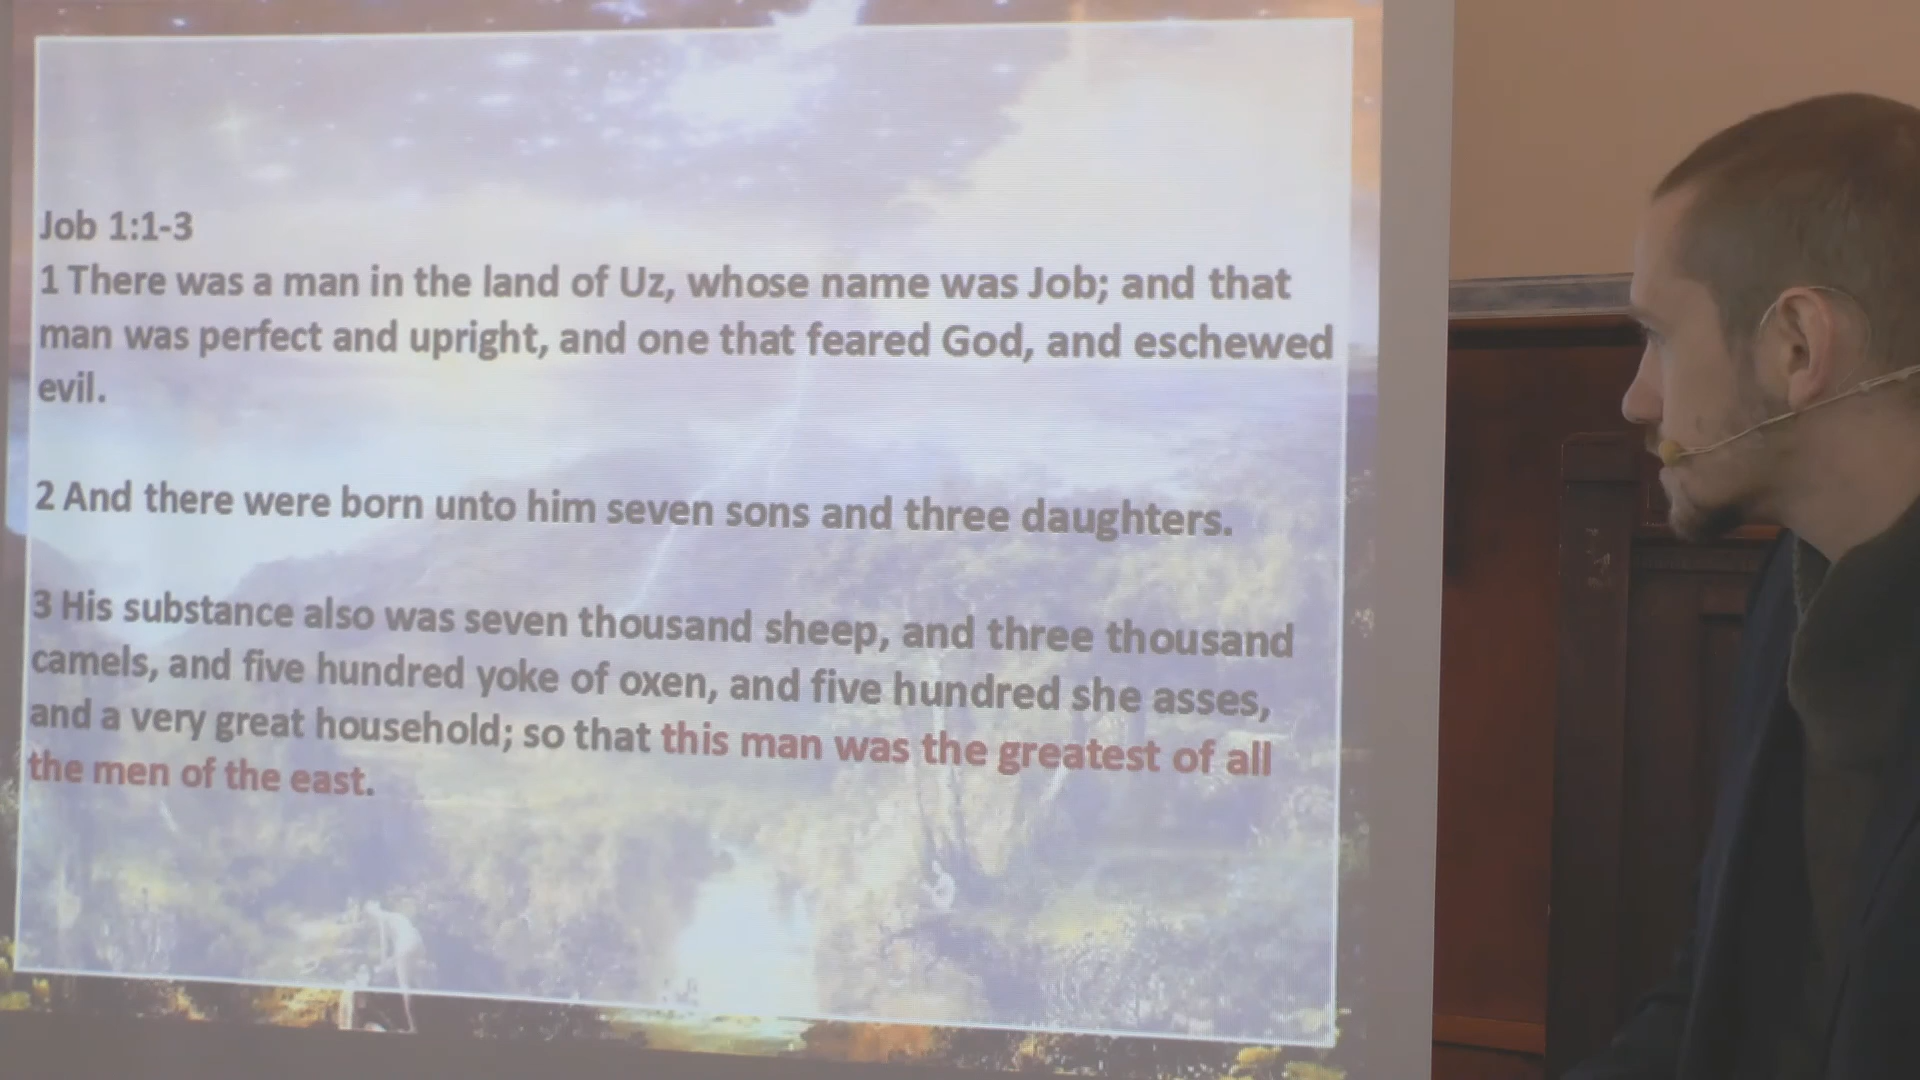 Job 1:1-3
1 There was a man in the land of Uz, whose name was Job; and that
man was perfect and upright, and one that feared God, and eschewed
evil.
2 And there were born unto him seven sons and three daughters.
3 His substance also was seven thousand sheep, and three thousand
camels, and five hundred yoke of oxen, and five hundred she asses,
and a very great household; so that this man was the greatest of all
the men of the east.